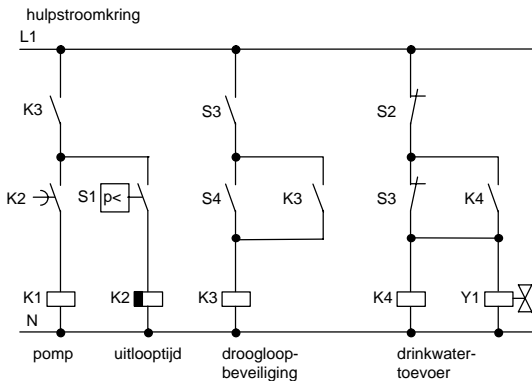 hulpstroomkring
L1
K3
S3
S2
K2
S1
p<
S4
K3
S3
K4
K1
K2
K3
K4
Y1
N
pomp
uitlooptijd
droogloop-
beveiliging
drinkwater-
toevoer